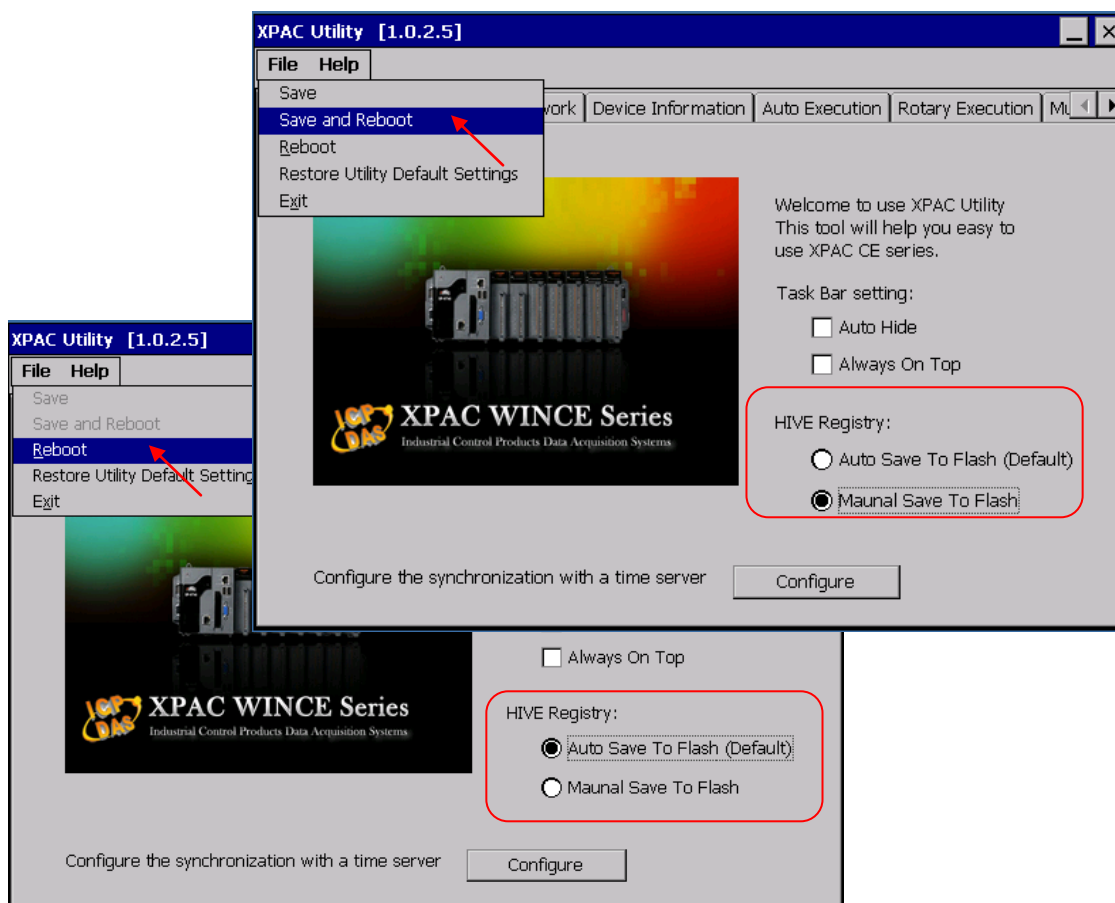 XPAC Utility [1.0.2.5]
File Help
Save
Save and Reboot
Reboot
Restore Utility Default Settings
Exit
Device Information
Auto Execution
Rotary Execution
Welcome to use XPAC Utility
This tool will help you easy to
use XPAC CE series.
Task Bar setting:
Auto Hide
Always On Top
HIVE Registry:
Auto Save To Flash (Default)
Maunal Save To Flash
ICP DAS
XPAC WINCE Series
Industrial Control Products Data Acquisition Systems
Configure the synchronization with a time server
Configure
XPAC Utility [1.0.2.5]
File Help
Save
Save and Reboot
Reboot
Restore Utility Default Setting
Exit
Always On Top
ICP DAS
XPAC WINCE Series
Industrial Control Products Data Acquisition Systems
HIVE Registry:
Auto Save To Flash (Default)
Maunal Save To Flash
Configure the synchronization with a time server
Configure